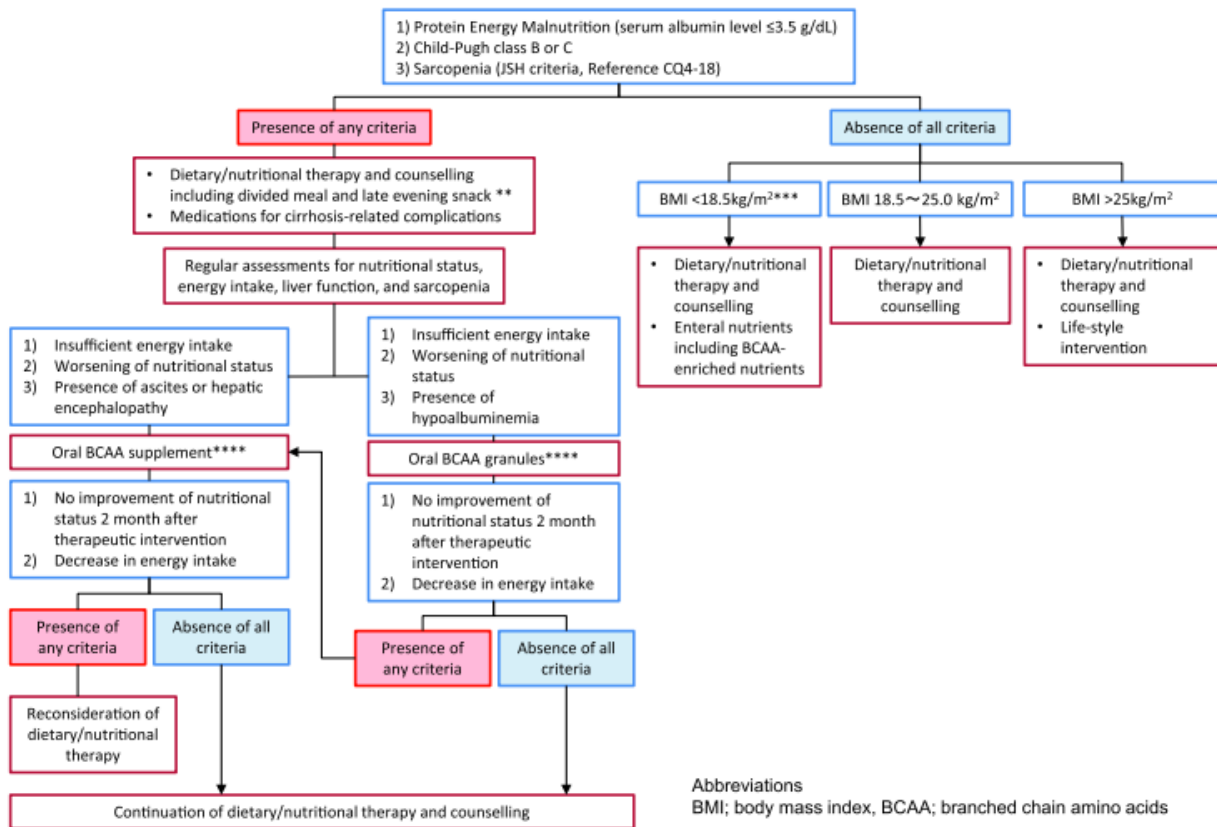 1) Protein Energy Malnutrition (serum albumin level ≤3.5 g/dL)
2) Child-Pugh class B or C
3) Sarcopenia (JSH criteria, Reference CQ4-18)
Presence of any criteria
Absence of all criteria
• Dietary/nutritional therapy and counselling
including divided meal and late evening snack **
• Medications for cirrhosis-related complications
BMI <18.5kg/m²***
BMI 18.5～25.0 kg/m²
BMI >25kg/m²
Regular assessments for nutritional status,
energy intake, liver function, and sarcopenia
• Dietary/nutritional
therapy and
counselling
• Enteral nutrients
including BCAA-
enriched nutrients
Dietary/nutritional
therapy and
counselling
• Dietary/nutritional
therapy and
counselling
• Life-style
intervention
1) Insufficient energy intake
2) Worsening of nutritional status
3) Presence of ascites or hepatic
encephalopathy
1) Insufficient energy intake
2) Worsening of nutritional
status
3) Presence of
hypoalbuminemia
Oral BCAA supplement****
Oral BCAA granules****
1) No improvement of nutritional
status 2 month after
therapeutic intervention
2) Decrease in energy intake
1) No improvement of
nutritional status 2 month
after therapeutic
intervention
2) Decrease in energy intake
Presence of
any criteria
Absence of all
criteria
Presence of
any criteria
Absence of all
criteria
Reconsideration of
dietary/nutritional
therapy
Continuation of dietary/nutritional therapy and counselling
Abbreviations
BMI; body mass index, BCAA; branched chain amino acids